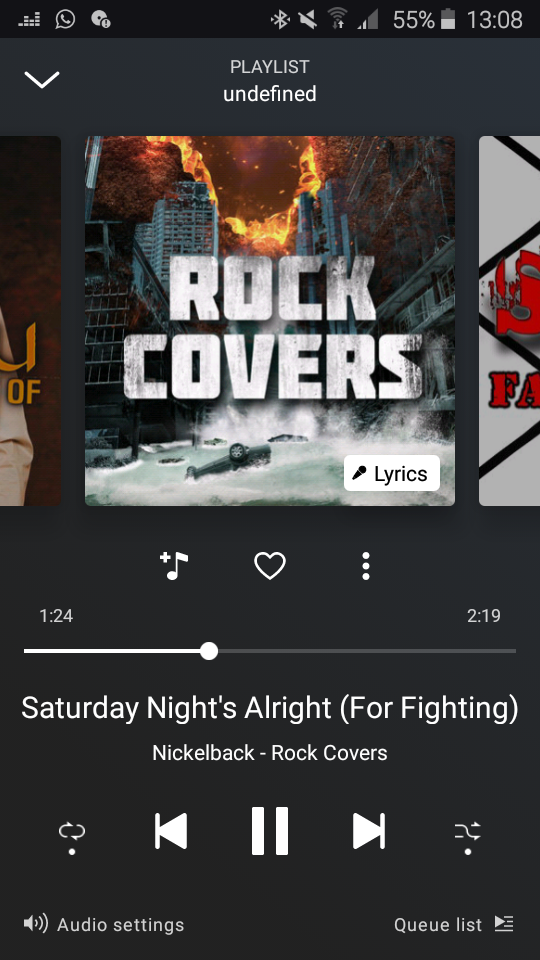 55% 13:08
PLAYLIST
undefined
ROCK
COVERS
OF
FA
Lyrics
1:24 2:19
Saturday Night's Alright (For Fighting)
Nickelback - Rock Covers
Audio settings Queue list